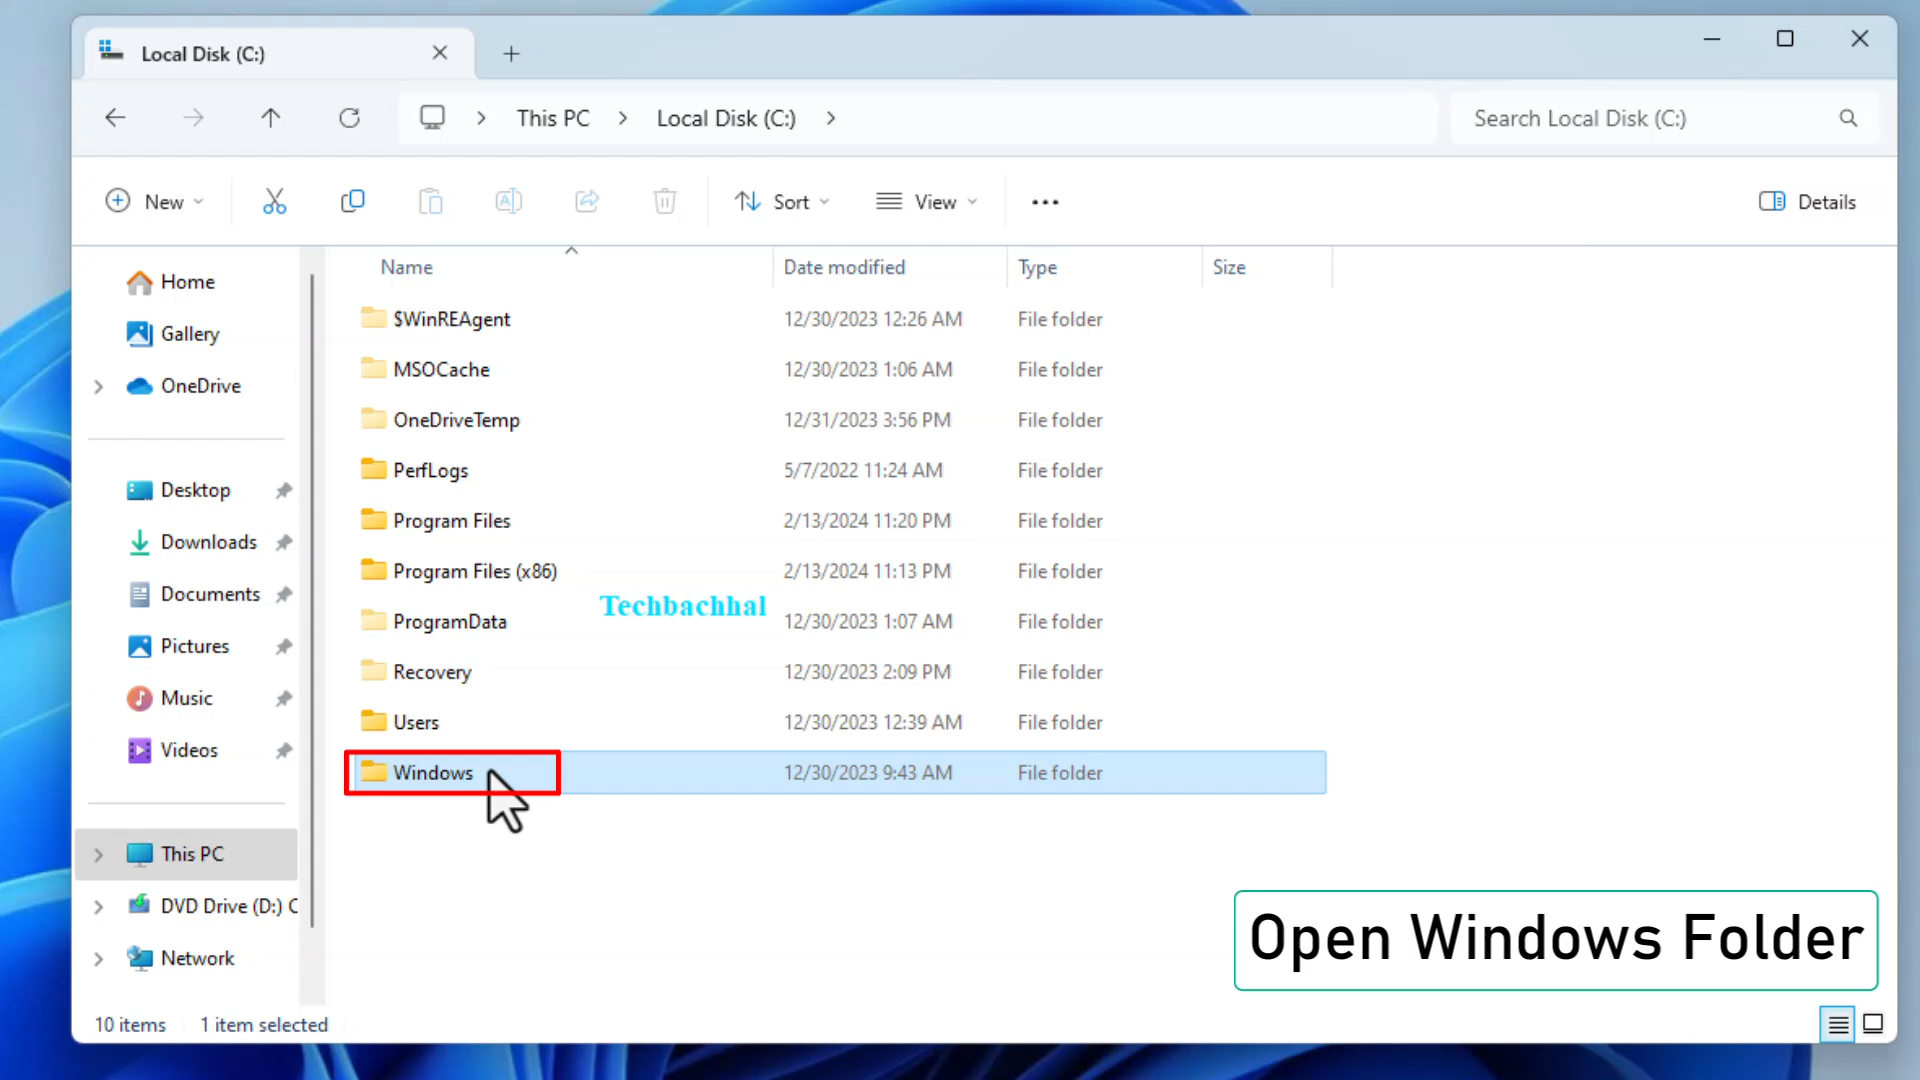 Local Disk (C:)
This PC Local Disk (C:) Search Local Disk (C:)
New Sort View Details
Name Date modified Type Size
Home
Gallery
OneDrive
Desktop
Downloads
Documents
Pictures
Music
Videos
This PC
DVD Drive (D:) C
Network
$WinREAgent 12/30/2023 12:26 AM File folder
MSOCache 12/30/2023 1:06 AM File folder
OneDriveTemp 12/31/2023 3:56 PM File folder
PerfLogs 5/7/2022 11:24 AM File folder
Program Files 2/13/2024 11:20 PM File folder
Program Files (x86) 2/13/2024 11:13 PM File folder
Techbachhal
ProgramData 12/30/2023 1:07 AM File folder
Recovery 12/30/2023 2:09 PM File folder
Users 12/30/2023 12:39 AM File folder
Windows 12/30/2023 9:43 AM File folder
Open Windows Folder
10 items 1 item selected